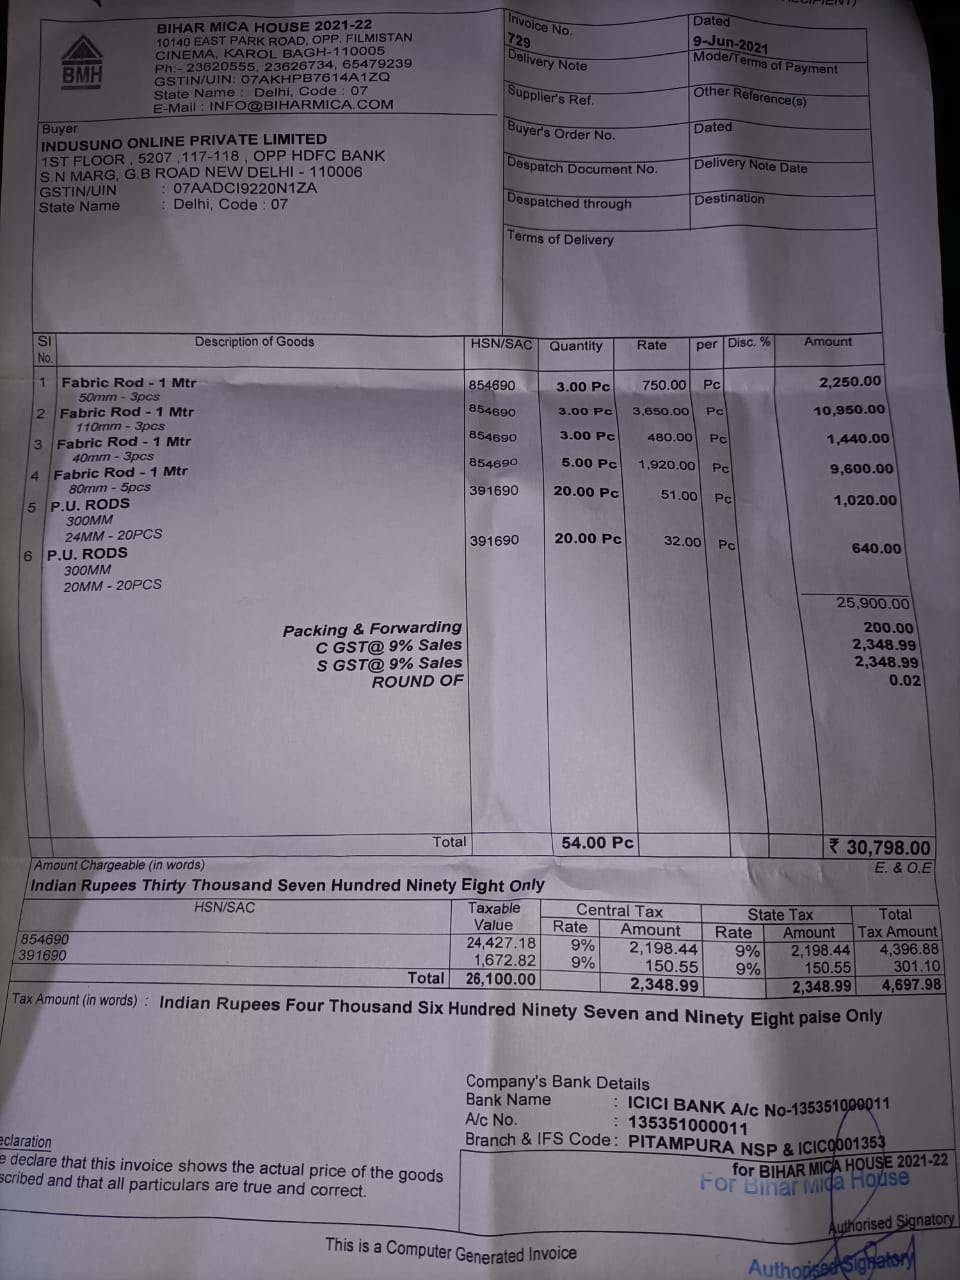 BIHAR MICA HOUSE 2021-22
10140 EAST PARK ROAD, OPP. FILMISTAN
CINEMA, KAROL BAGH-110005
Ph:- 23620555, 23626734, 65479239
GSTIN/UIN: 07AKHPB7614A1ZQ
State Name : Delhi, Code : 07
E-Mail : INFO@BIHARMICA.COM
BMH
Invoice No.
729
Dated
9-Jun-2021
Delivery Note
Mode/Terms of Payment
Supplier's Ref.
Other Reference(s)
Buyer's Order No.
Dated
Despatch Document No.
Delivery Note Date
Despatched through
Destination
Terms of Delivery
Buyer
INDUSUNO ONLINE PRIVATE LIMITED
1ST FLOOR , 5207 ,117-118 , OPP HDFC BANK
S.N MARG, G.B ROAD NEW DELHI - 110006
GSTIN/UIN : 07AADCI9220N1ZA
State Name : Delhi, Code : 07
Sl No. Description of Goods HSN/SAC Quantity Rate per Disc. % Amount
1 Fabric Rod - 1 Mtr 854690 3.00 Pc 750.00 Pc 2,250.00
50mm - 3pcs
2 Fabric Rod - 1 Mtr 854690 3.00 Pc 3,650.00 Pc 10,950.00
110mm - 3pcs
3 Fabric Rod - 1 Mtr 854690 3.00 Pc 480.00 Pc 1,440.00
40mm - 3pcs
4 Fabric Rod - 1 Mtr 854690 5.00 Pc 1,920.00 Pc 9,600.00
80mm - 5pcs
5 P.U. RODS 391690 20.00 Pc 51.00 Pc 1,020.00
300MM
24MM - 20PCS
6 P.U. RODS 391690 20.00 Pc 32.00 Pc 640.00
300MM
20MM - 20PCS
25,900.00
Packing & Forwarding 200.00
C GST@ 9% Sales 2,348.99
S GST@ 9% Sales 2,348.99
ROUND OF 0.02
Total 54.00 Pc ₹ 30,798.00
Amount Chargeable (in words) E. & O.E
Indian Rupees Thirty Thousand Seven Hundred Ninety Eight Only
HSN/SAC Taxable Value Central Tax State Tax Total Tax Amount
Rate Amount Rate Amount
854690 24,427.18 9% 2,198.44 9% 2,198.44 4,396.88
391690 1,672.82 9% 150.55 9% 150.55 301.10
Total 26,100.00 2,348.99 2,348.99 4,697.98
Tax Amount (in words) : Indian Rupees Four Thousand Six Hundred Ninety Seven and Ninety Eight paise Only
Company's Bank Details
Bank Name : ICICI BANK A/c No-135351000011
A/c No. : 135351000011
Branch & IFS Code : PITAMPURA NSP & ICIC0001353
eclaration
e declare that this invoice shows the actual price of the goods
scribed and that all particulars are true and correct.
for BIHAR MICA HOUSE 2021-22
For Bihar Mica House
Authorised Signatory
This is a Computer Generated Invoice
Authorised Signatory